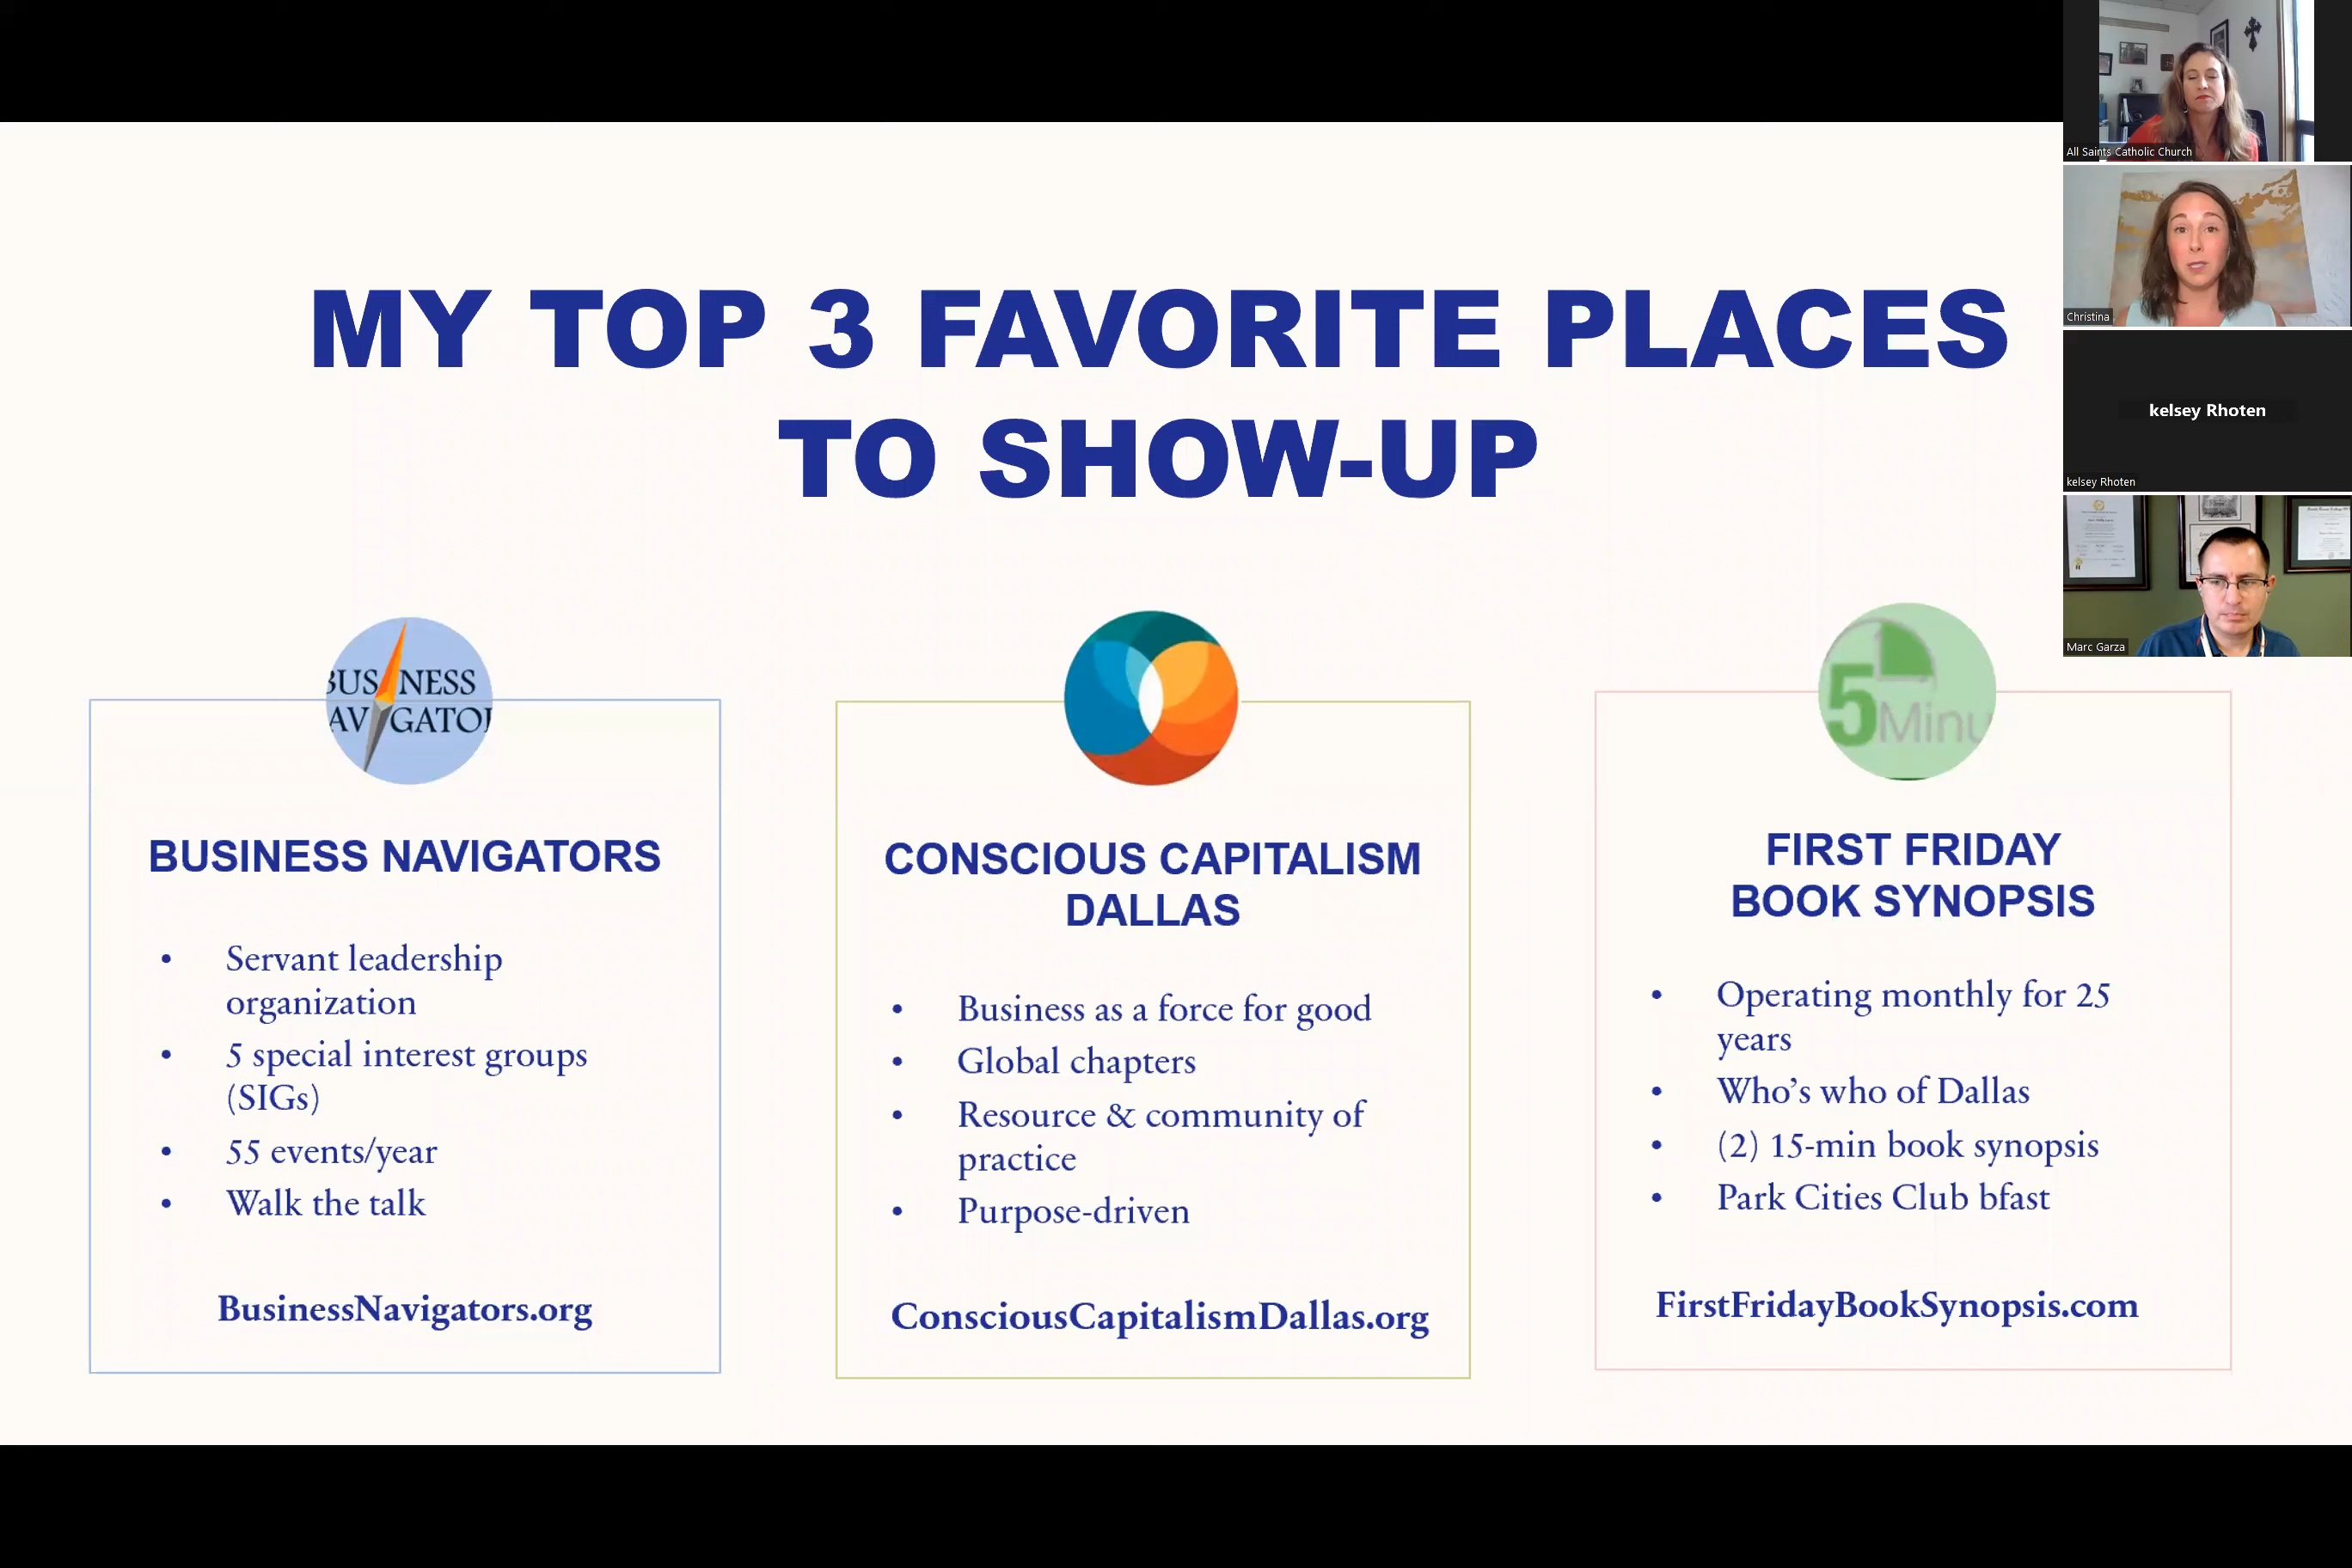 MY TOP 3 FAVORITE PLACES
TO SHOW-UP
BUSINESS
AVIGATO
BUSINESS NAVIGATORS
• Servant leadership
organization
• 5 special interest groups
(SIGs)
• 55 events/year
• Walk the talk
BusinessNavigators.org
CONSCIOUS CAPITALISM
DALLAS
• Business as a force for good
• Global chapters
• Resource & community of
practice
• Purpose-driven
ConsciousCapitalismDallas.org
5Minu
FIRST FRIDAY
BOOK SYNOPSIS
• Operating monthly for 25
years
• Who’s who of Dallas
• (2) 15-min book synopsis
• Park Cities Club bfast
FirstFridayBookSynopsis.com
All Saints Catholic Church
Christina
kelsey Rhoten
kelsey Rhoten
Marc Garza